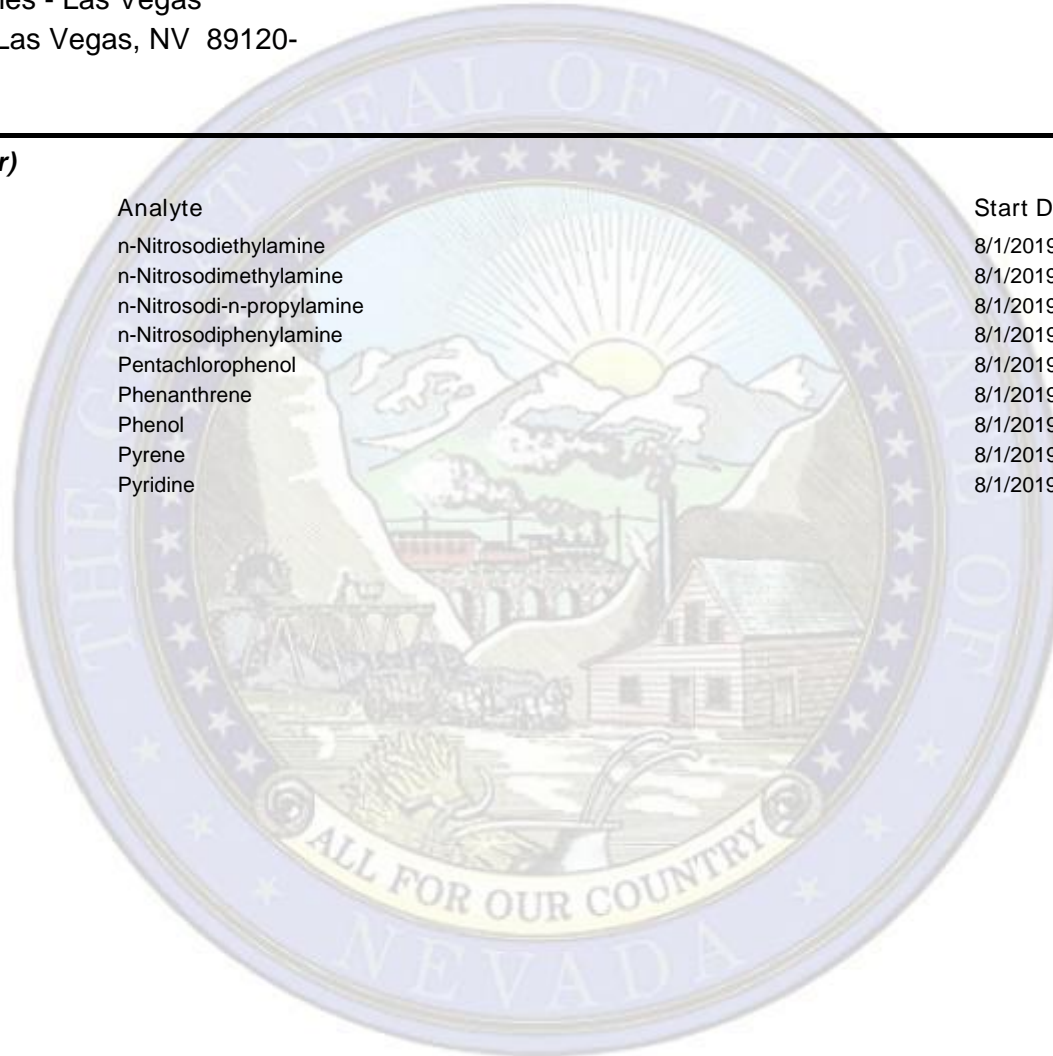 Las Vegas
Las Vegas, NV 89120-
r)
Analyte Start D
n-Nitrosodiethylamine 8/1/2019
n-Nitrosodimethylamine 8/1/2019
n-Nitrosodi-n-propylamine 8/1/2019
n-Nitrosodiphenylamine 8/1/2019
Pentachlorophenol 8/1/2019
Phenanthrene 8/1/2019
Phenol 8/1/2019
Pyrene 8/1/2019
Pyridine 8/1/2019
THE GREAT SEAL OF THE STATE OF
ALL FOR OUR COUNTRY
NEVADA